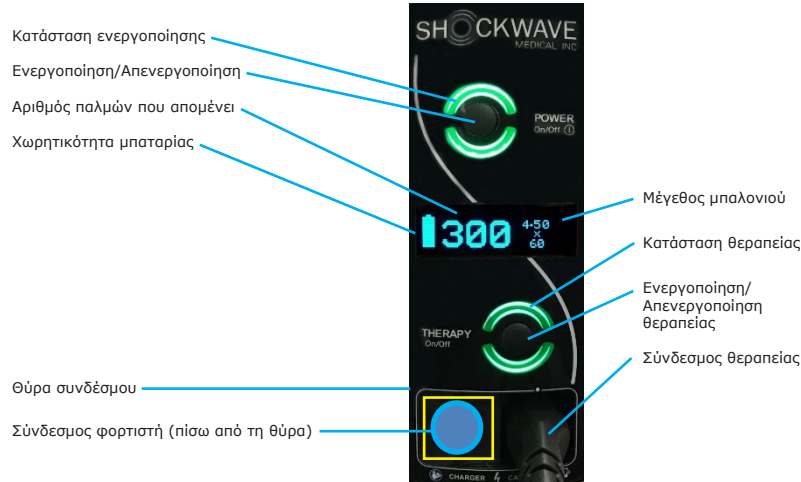 Κατάσταση ενεργοποίησης
Ενεργοποίηση/Απενεργοποίηση
Αριθμός παλμών που απομένει
Χωρητικότητα μπαταρίας
SHOCKWAVE
MEDICAL INC
POWER
On/Off
300
4.50
x
60
THERAPY
On/Off
Μέγεθος μπαλονιού
Κατάσταση θεραπείας
Ενεργοποίηση/
Απενεργοποίηση
θεραπείας
Σύνδεσμος θεραπείας
Θύρα συνδέσμου
Σύνδεσμος φορτιστή (πίσω από τη θύρα)
CHARGER